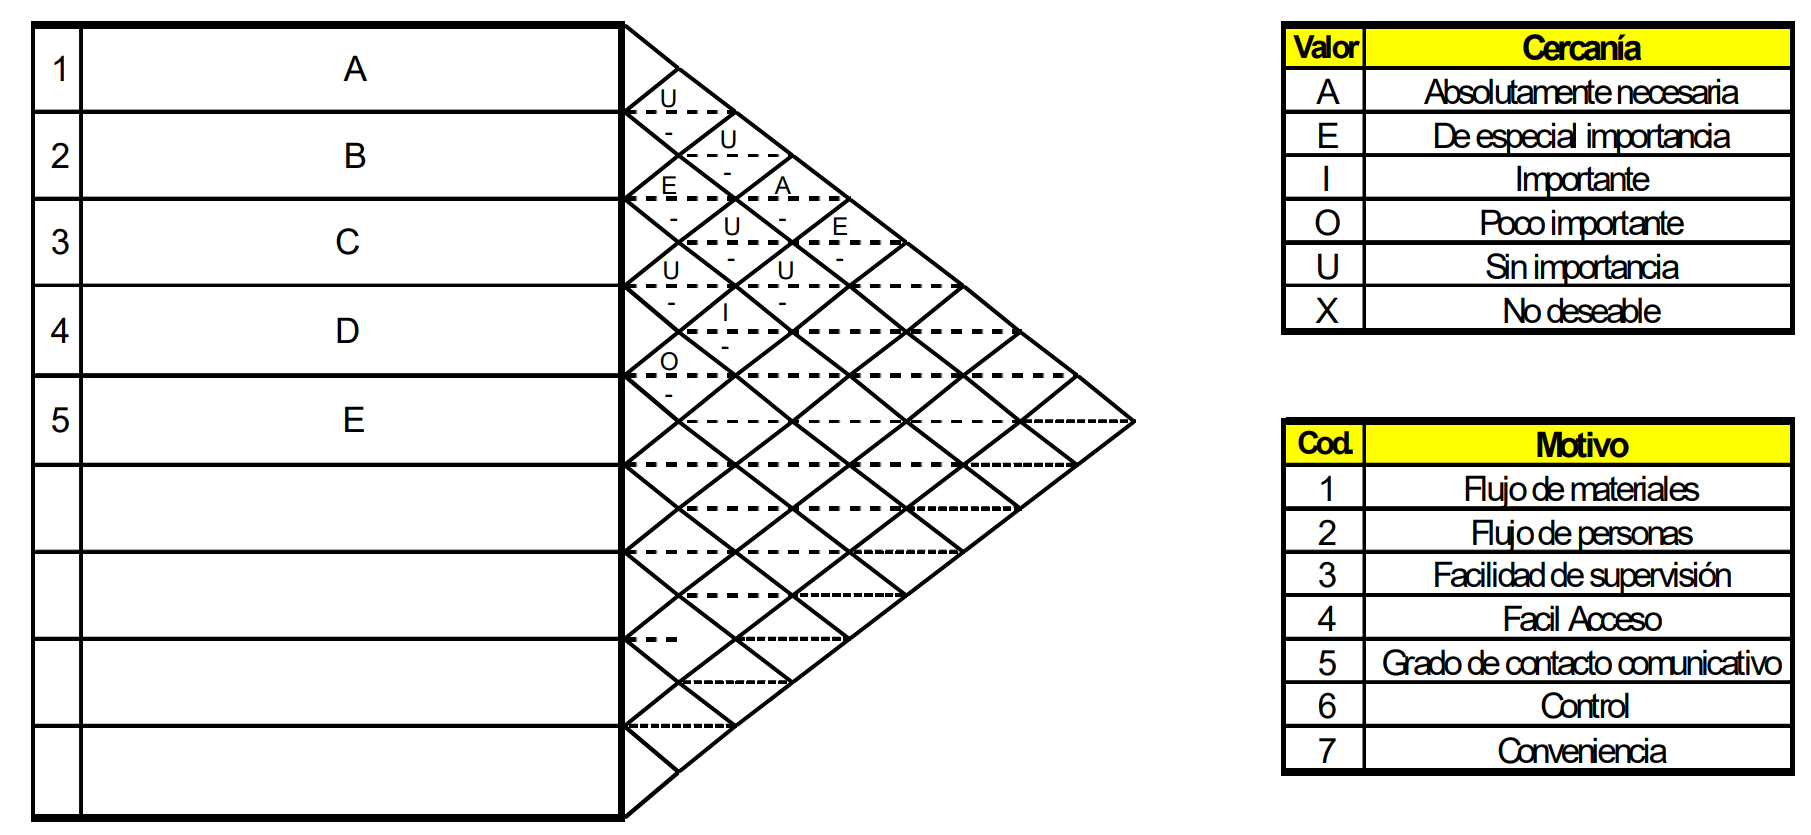 1 A
2 B
3 C
4 D
5 E
U
-
U
-
E
-
A
-
U
-
E
-
U
-
U
-
I
-
O
-
Valor Cercanía
A Absolutamente necesaria
E De especial importancia
I Importante
O Poco importante
U Sin importancia
X No deseable
Cod. Motivo
1 Flujo de materiales
2 Flujo de personas
3 Facilidad de supervisión
4 Facil Acceso
5 Grado de contacto comunicativo
6 Control
7 Conveniencia